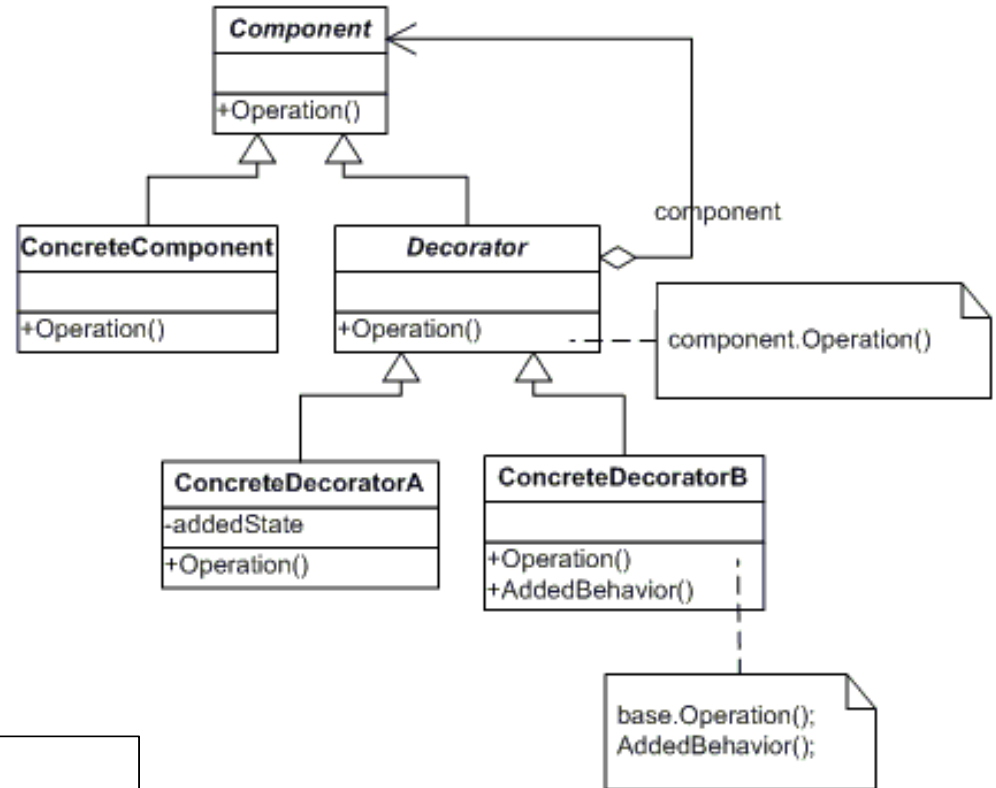 Component
+Operation()
component
ConcreteComponent
+Operation()
Decorator
+Operation()
component.Operation()
ConcreteDecoratorA
-addedState
+Operation()
ConcreteDecoratorB
+Operation()
+AddedBehavior()
base.Operation();
AddedBehavior();